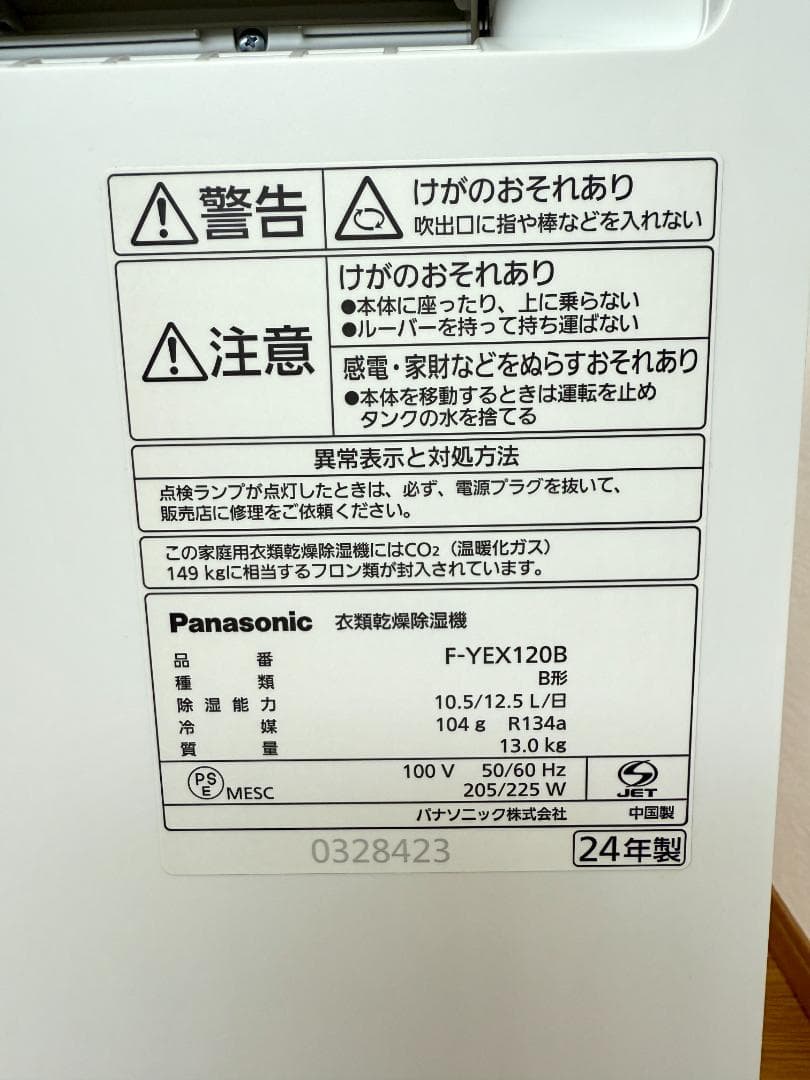 警告
けがのおそれあり
吹出口に指や棒などを入れない
注意
けがのおそれあり
●本体に座ったり、上に乗らない
●ルーバーを持って持ち運ばない
感電・家財などをぬらすおそれあり
●本体を移動するときは運転を止め
タンクの水を捨てる
異常表示と対処方法
点検ランプが点灯したときは、必ず、電源プラグを抜いて、
販売店に修理をご依頼ください。
この家庭用衣類乾燥除湿機にはCO₂（温暖化ガス）
149 kgに相当するフロン類が封入されています。
Panasonic 衣類乾燥除湿機
品番 F-YEX120B
種類 B形
除湿能力 10.5/12.5 L/日
冷媒 104 g R134a
質量 13.0 kg
PS
E MESC
100 V 50/60 Hz
205/225 W
JET
パナソニック株式会社 中国製
0328423 24年製